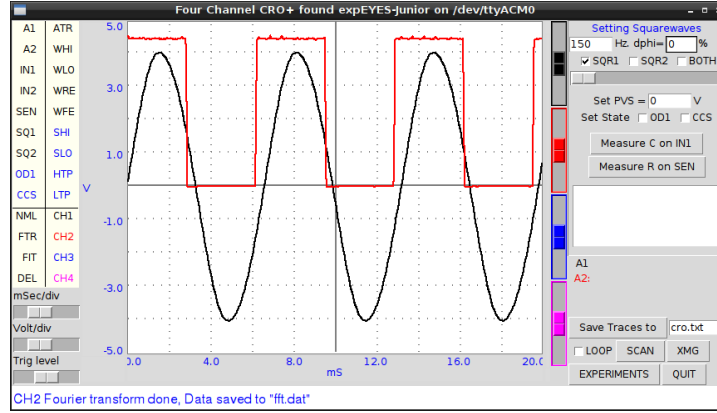 Four Channel CRO+ found expEYES-Junior on /dev/ttyACM0
A1 ATR
A2 WHI
IN1 WLO
IN2 WRE
SEN WFE
SQ1 SHI
SQ2 SLO
OD1 HTP
CCS LTP
NML CH1
FTR CH2
FIT CH3
DEL CH4
mSec/div
Volt/div
Trig level
5.0
3.0
1.0
V
-1.0
-3.0
-5.0
0.0 4.0 8.0 12.0 16.0 20.0
mS
Setting Squarewaves
150 Hz. dphi= 0 %
SQR1 SQR2 BOTH
Set PVS = 0 V
Set State OD1 CCS
Measure C on IN1
Measure R on SEN
A1
A2:
Save Traces to cro.txt
LOOP SCAN XMG
EXPERIMENTS QUIT
CH2 Fourier transform done, Data saved to "fft.dat"